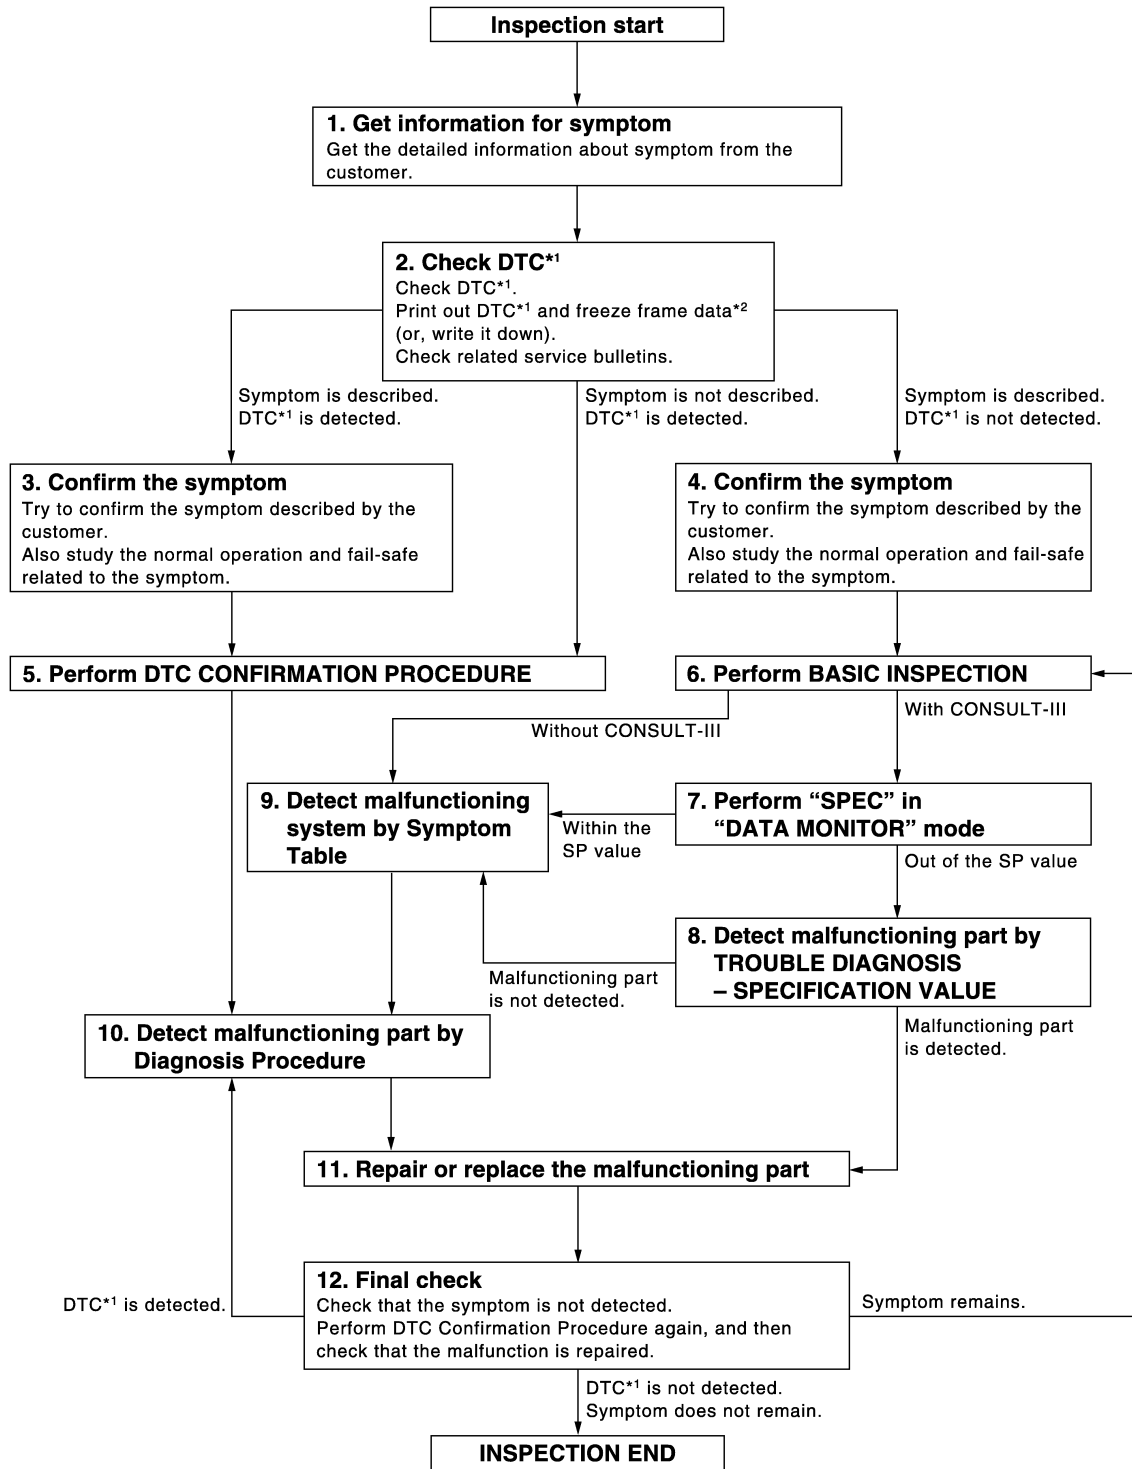 Inspection start
1. Get information for symptom
Get the detailed information about symptom from the
customer.
2. Check DTC*1
Check DTC*1.
Print out DTC*1 and freeze frame data*2
(or, write it down).
Check related service bulletins.
Symptom is described.
DTC*1 is detected.
Symptom is not described.
DTC*1 is detected.
Symptom is described.
DTC*1 is not detected.
3. Confirm the symptom
Try to confirm the symptom described by the
customer.
Also study the normal operation and fail-safe
related to the symptom.
4. Confirm the symptom
Try to confirm the symptom described by the
customer.
Also study the normal operation and fail-safe
related to the symptom.
5. Perform DTC CONFIRMATION PROCEDURE
6. Perform BASIC INSPECTION
Without CONSULT-III
With CONSULT-III
9. Detect malfunctioning
system by Symptom
Table
Within the
SP value
7. Perform “SPEC” in
“DATA MONITOR” mode
Out of the SP value
8. Detect malfunctioning part by
TROUBLE DIAGNOSIS
– SPECIFICATION VALUE
Malfunctioning part
is not detected.
Malfunctioning part
is detected.
10. Detect malfunctioning part by
Diagnosis Procedure
11. Repair or replace the malfunctioning part
12. Final check
Check that the symptom is not detected.
Perform DTC Confirmation Procedure again, and then
check that the malfunction is repaired.
DTC*1 is detected.
Symptom remains.
DTC*1 is not detected.
Symptom does not remain.
INSPECTION END